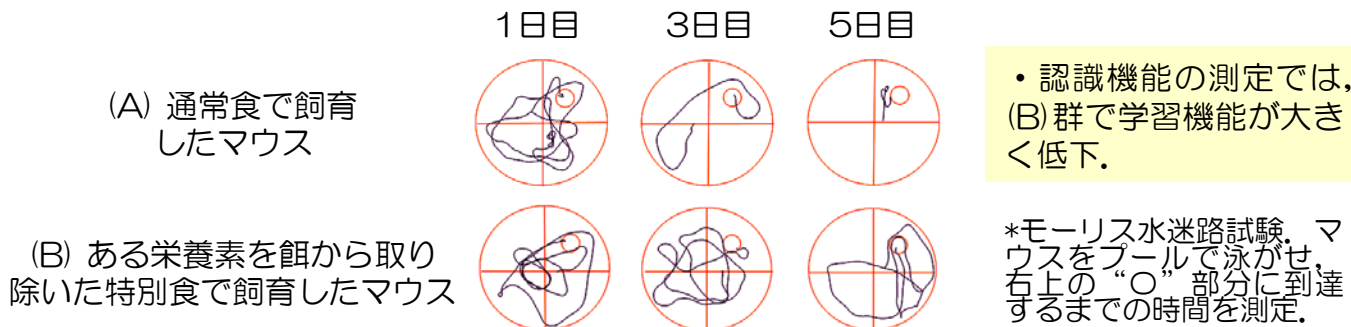 1日目 3日目 5日目
(A) 通常食で飼育
したマウス
・認識機能の測定では,
(B)群で学習機能が大き
く低下.
(B) ある栄養素を餌から取り
除いた特別食で飼育したマウス
*モーリス水迷路試験. マ
ウスをプールで泳がせ,
右上の“○”部分に到達
するまでの時間を測定.